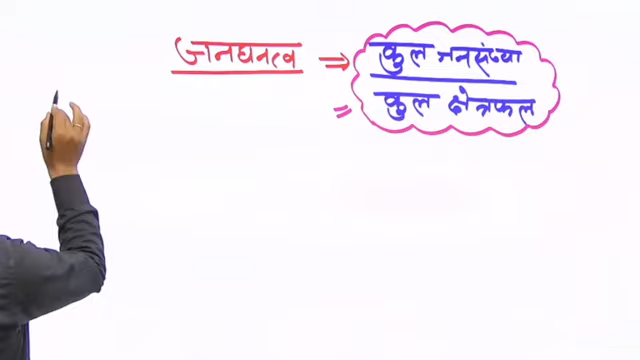 जनघनत्व ⇒ कुल जनसंख्या
= कुल क्षेत्रफल